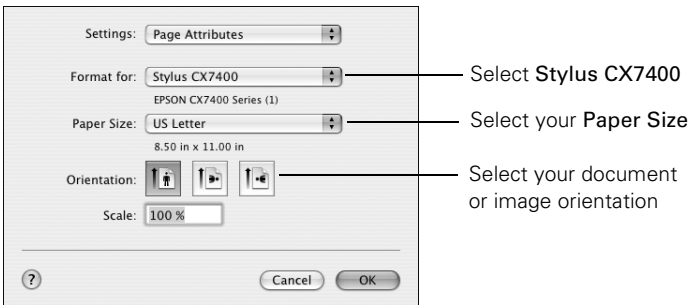 Settings: Page Attributes
Format for: Stylus CX7400
EPSON CX7400 Series (1)
Paper Size: US Letter
8.50 in x 11.00 in
Orientation:
Scale: 100 %
? Cancel OK
Select Stylus CX7400
Select your Paper Size
Select your document
or image orientation